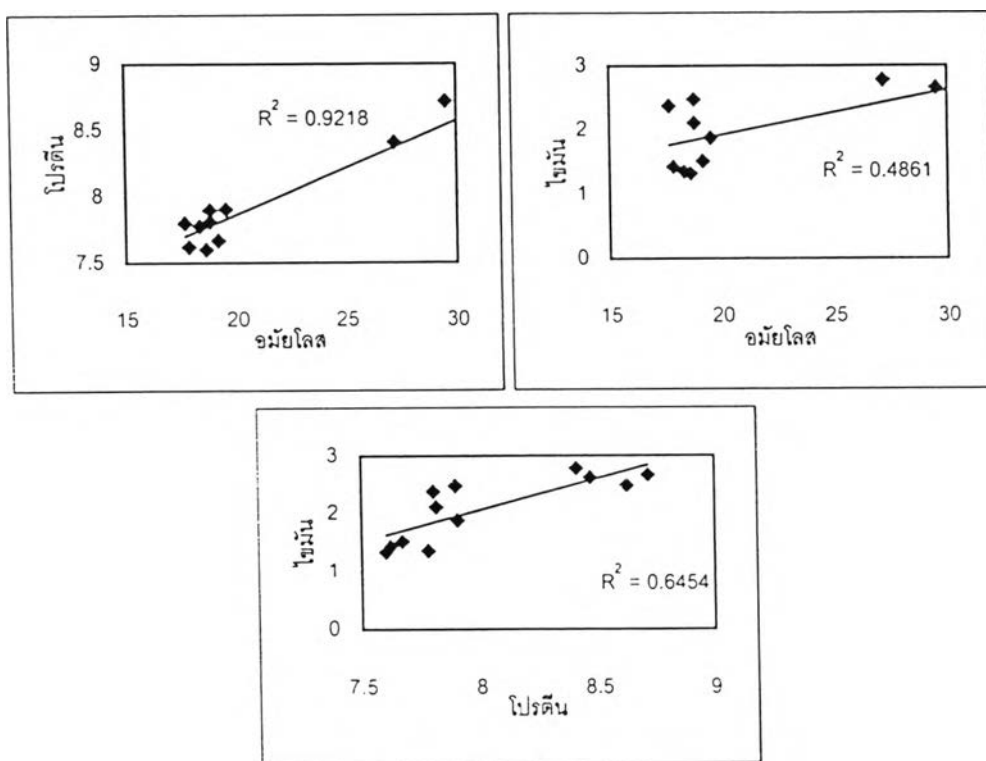 9
8.5
8
7.5
โปรตีน
R² = 0.9218
15 20 25 30
อมัยโลส
3
2
1
0
ไขมัน
R² = 0.4861
15 20 25 30
อมัยโลส
3
2
1
0
ไขมัน
R² = 0.6454
7.5 8 8.5 9
โปรตีน